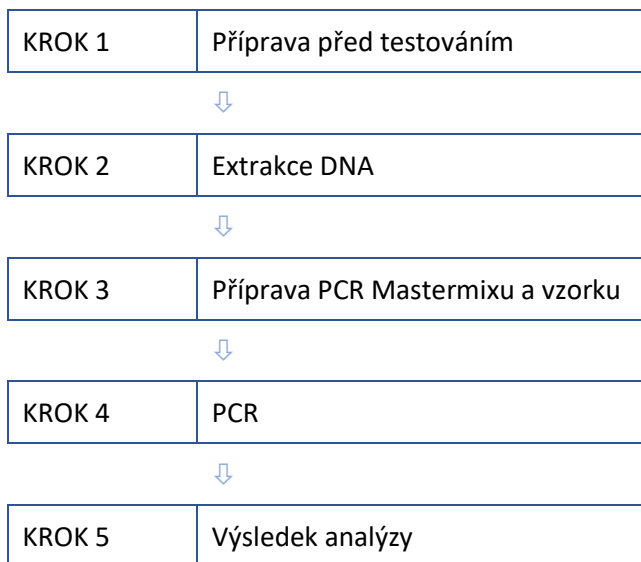 KROK 1 Příprava před testováním
⇩
KROK 2 Extrakce DNA
⇩
KROK 3 Příprava PCR Mastermixu a vzorku
⇩
KROK 4 PCR
⇩
KROK 5 Výsledek analýzy